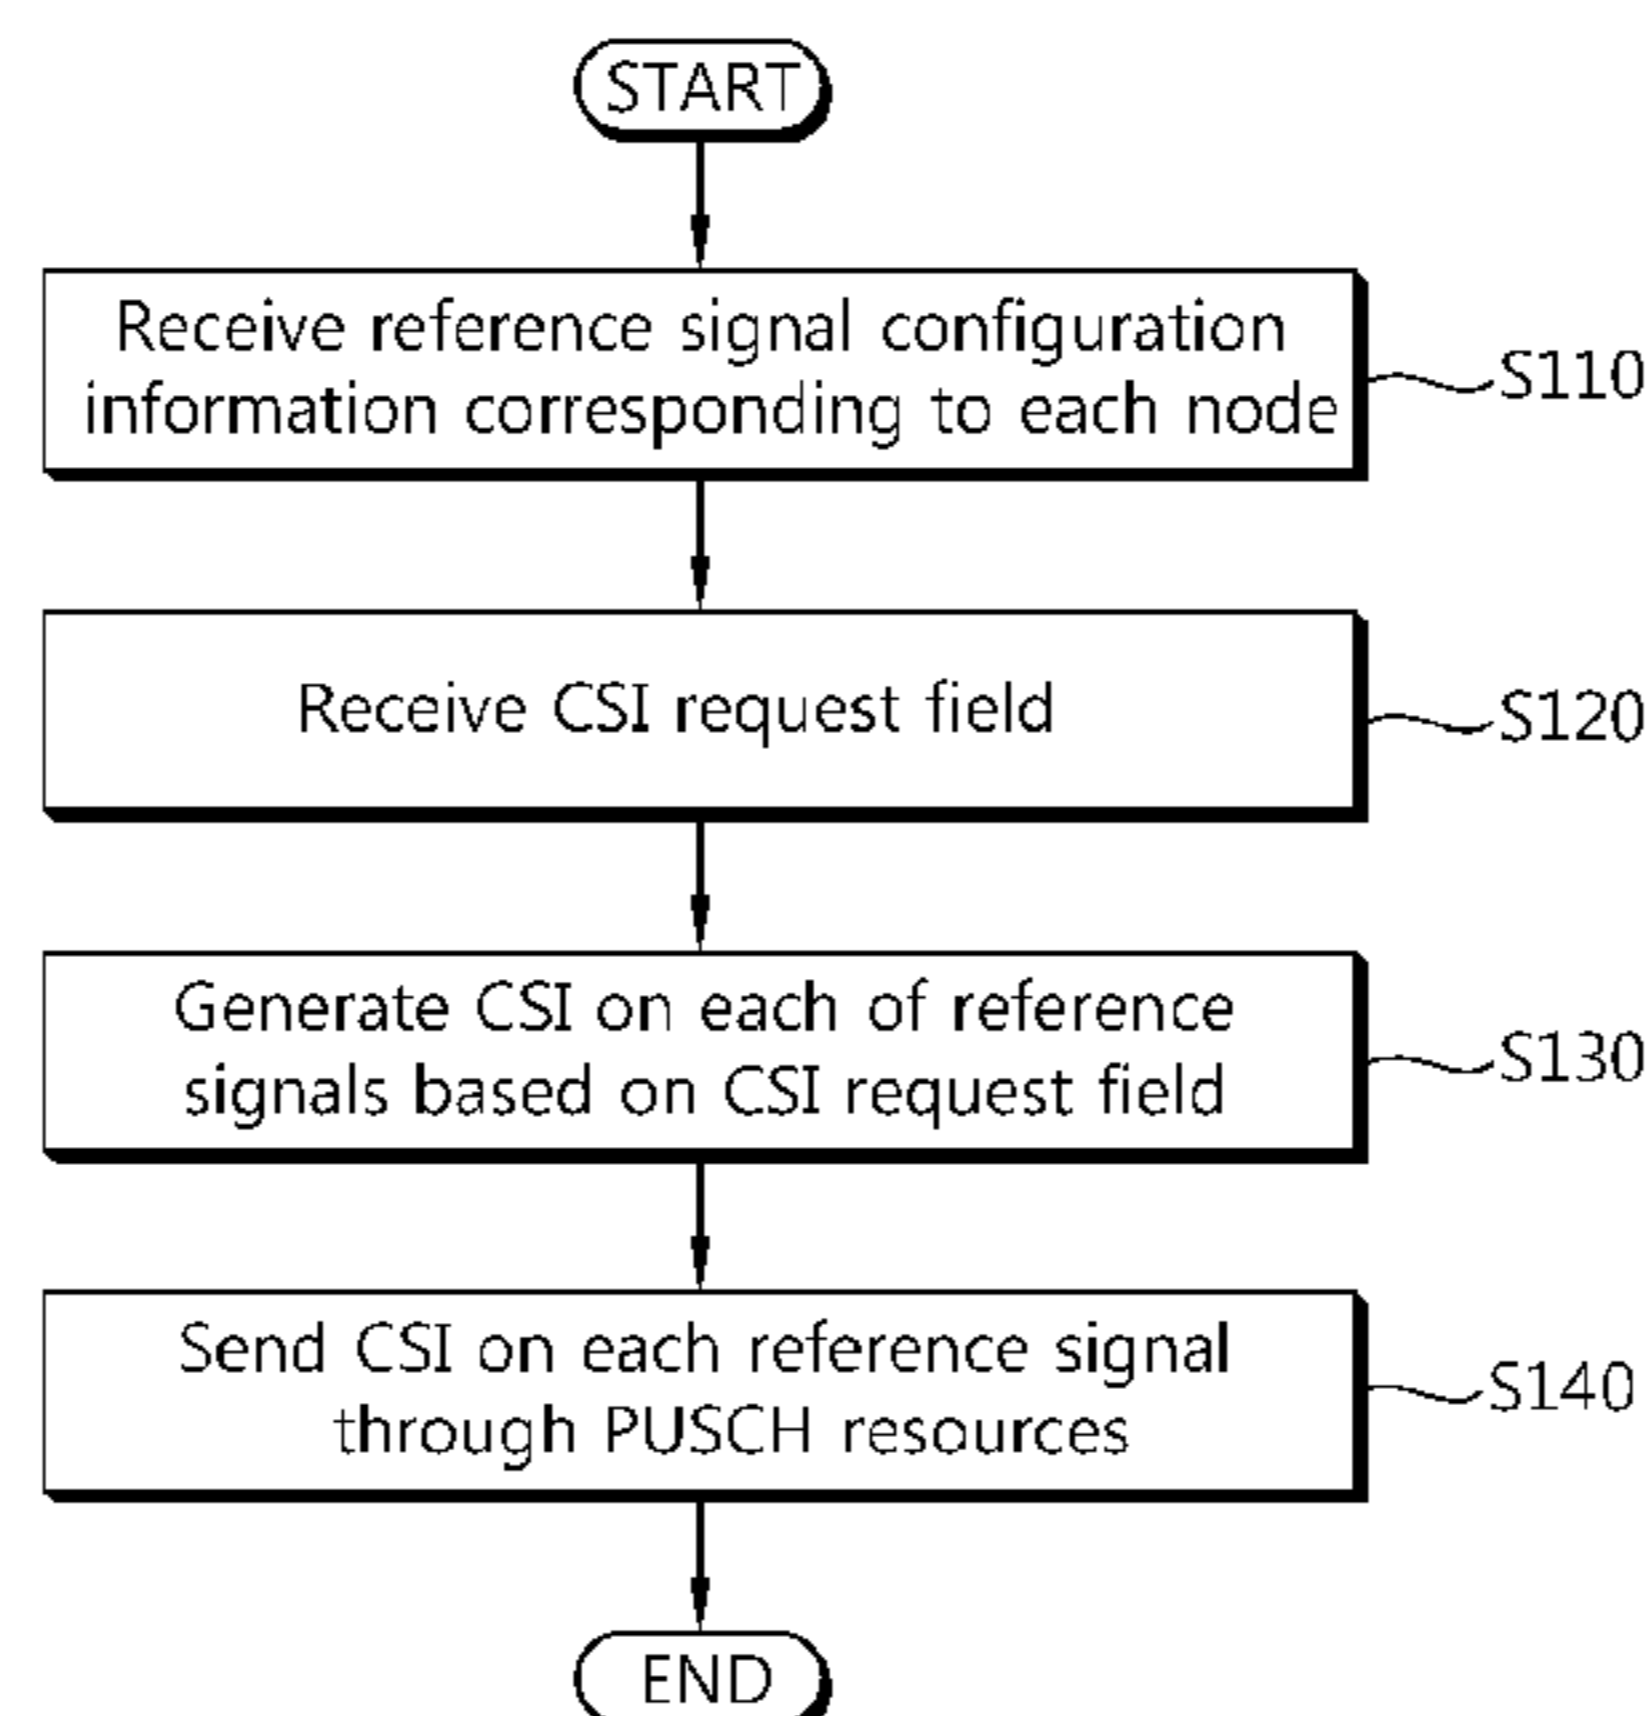 START
Receive reference signal configuration
information corresponding to each node
S110
Receive CSI request field
S120
Generate CSI on each of reference
signals based on CSI request field
S130
Send CSI on each reference signal
through PUSCH resources
S140
END